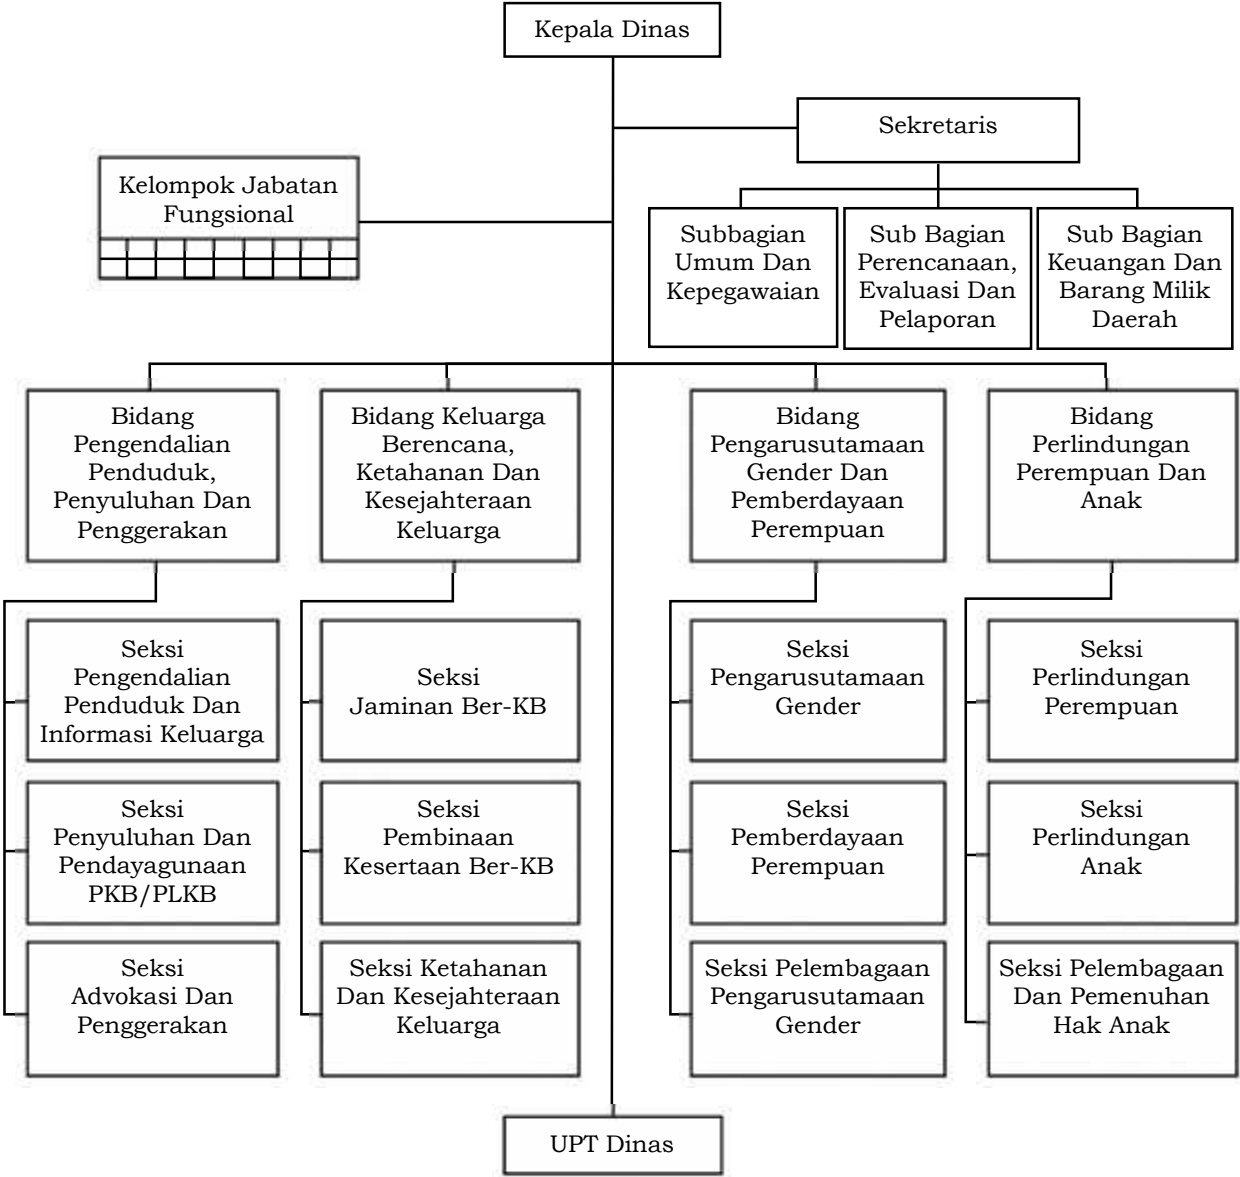 Kepala Dinas
Sekretaris
Kelompok Jabatan
Fungsional
Subbagian
Umum Dan
Kepegawaian
Sub Bagian
Perencanaan,
Evaluasi Dan
Pelaporan
Sub Bagian
Keuangan Dan
Barang Milik
Daerah
Bidang
Pengendalian
Penduduk,
Penyuluhan Dan
Penggerakan
Bidang Keluarga
Berencana,
Ketahanan Dan
Kesejahteraan
Keluarga
Bidang
Pengarusutamaan
Gender Dan
Pemberdayaan
Perempuan
Bidang
Perlindungan
Perempuan Dan
Anak
Seksi
Pengendalian
Penduduk Dan
Informasi Keluarga
Seksi
Jaminan Ber-KB
Seksi
Pengarusutamaan
Gender
Seksi
Perlindungan
Perempuan
Seksi
Penyuluhan Dan
Pendayagunaan
PKB/PLKB
Seksi
Pembinaan
Kesertaan Ber-KB
Seksi
Pemberdayaan
Perempuan
Seksi
Perlindungan
Anak
Seksi
Advokasi Dan
Penggerakan
Seksi Ketahanan
Dan Kesejahteraan
Keluarga
Seksi Pelembagaan
Pengarusutamaan
Gender
Seksi Pelembagaan
Dan Pemenuhan
Hak Anak
UPT Dinas